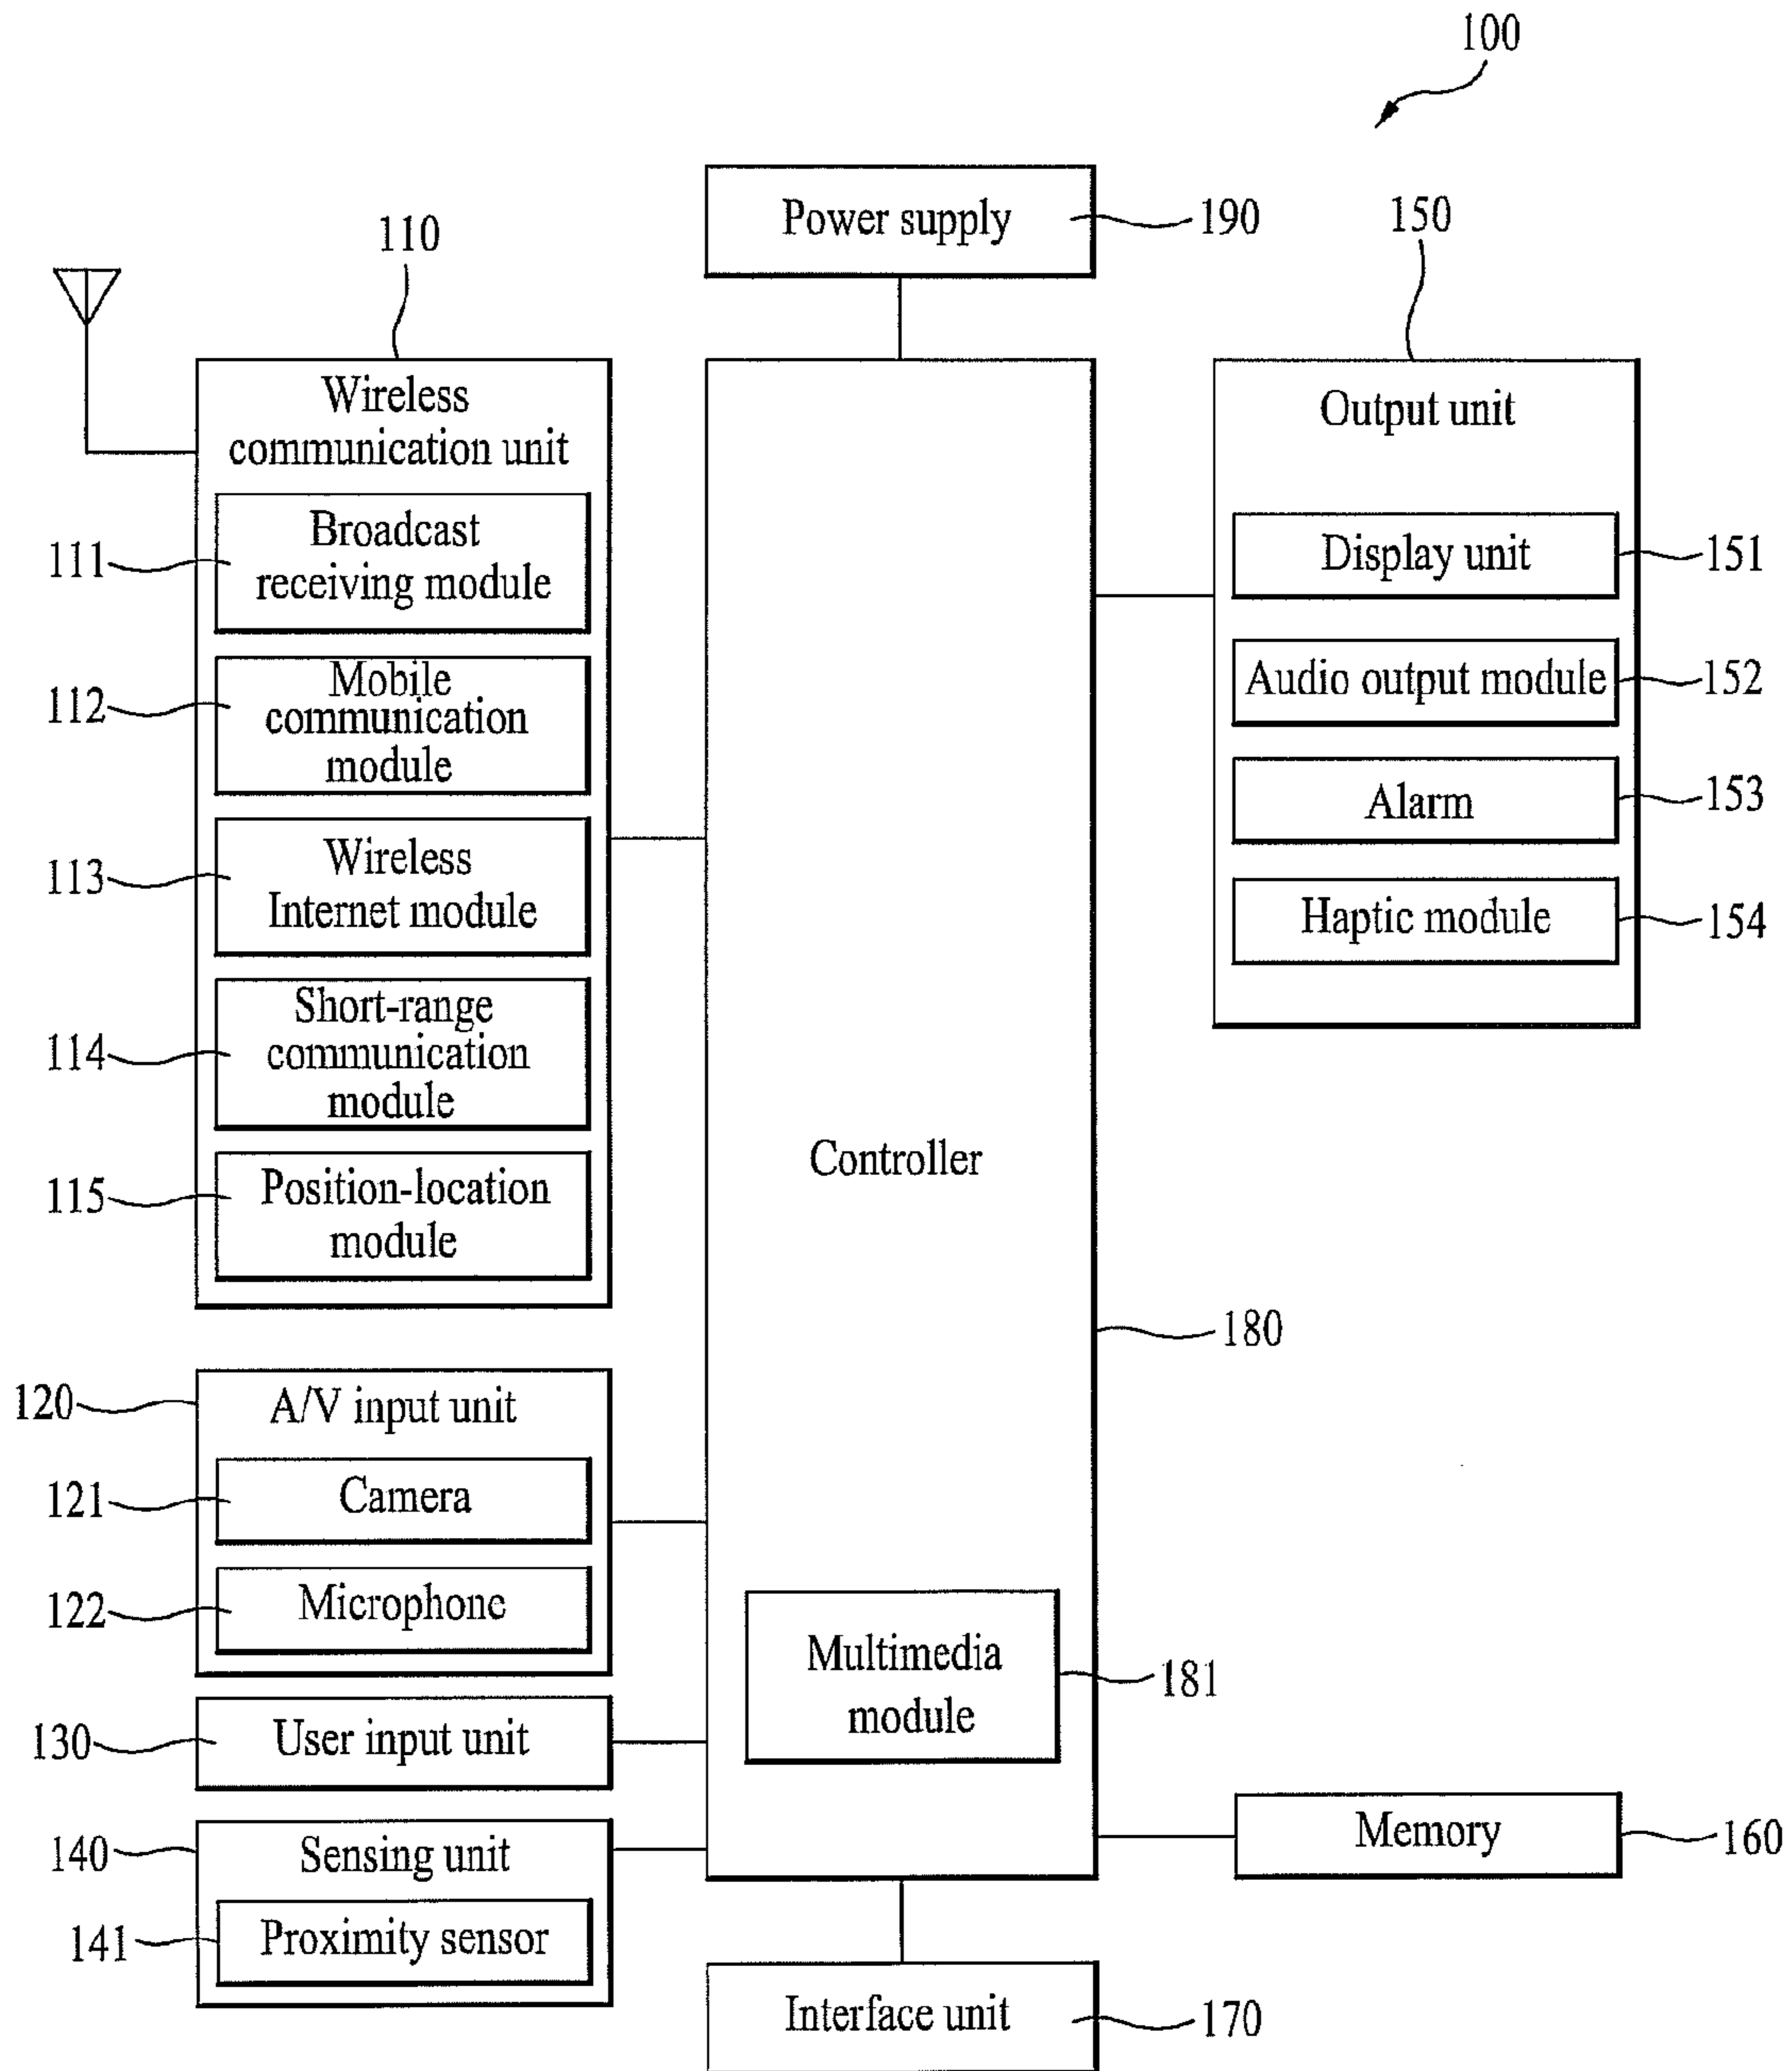 100
Power supply
190
150
110
Wireless
communication unit
Output unit
Broadcast
receiving module
111
Display unit
151
Mobile
communication
module
112
Audio output module
152
Alarm
153
Wireless
Internet module
113
Haptic module
154
Short-range
communication
module
114
Controller
Position-location
module
115
180
120
A/V input unit
121
Camera
122
Microphone
Multimedia
module
181
130
User input unit
Memory
160
140
Sensing unit
141
Proximity sensor
Interface unit
170